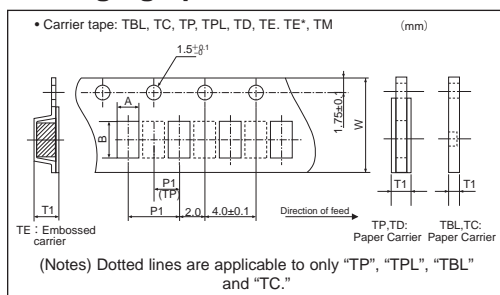 • Carrier tape: TBL, TC, TP, TPL, TD, TE. TE*, TM
(mm)
1.5+0.1 -0
A
B
1.75±0.1
W
T1
P1
(TP)
P1
2.0
4.0±0.1
Direction of feed
T1
T1
TE : Embossed
carrier
TP,TD:
Paper Carrier
TBL,TC:
Paper Carrier
(Notes) Dotted lines are applicable to only “TP”, “TPL”, “TBL”
and “TC.”